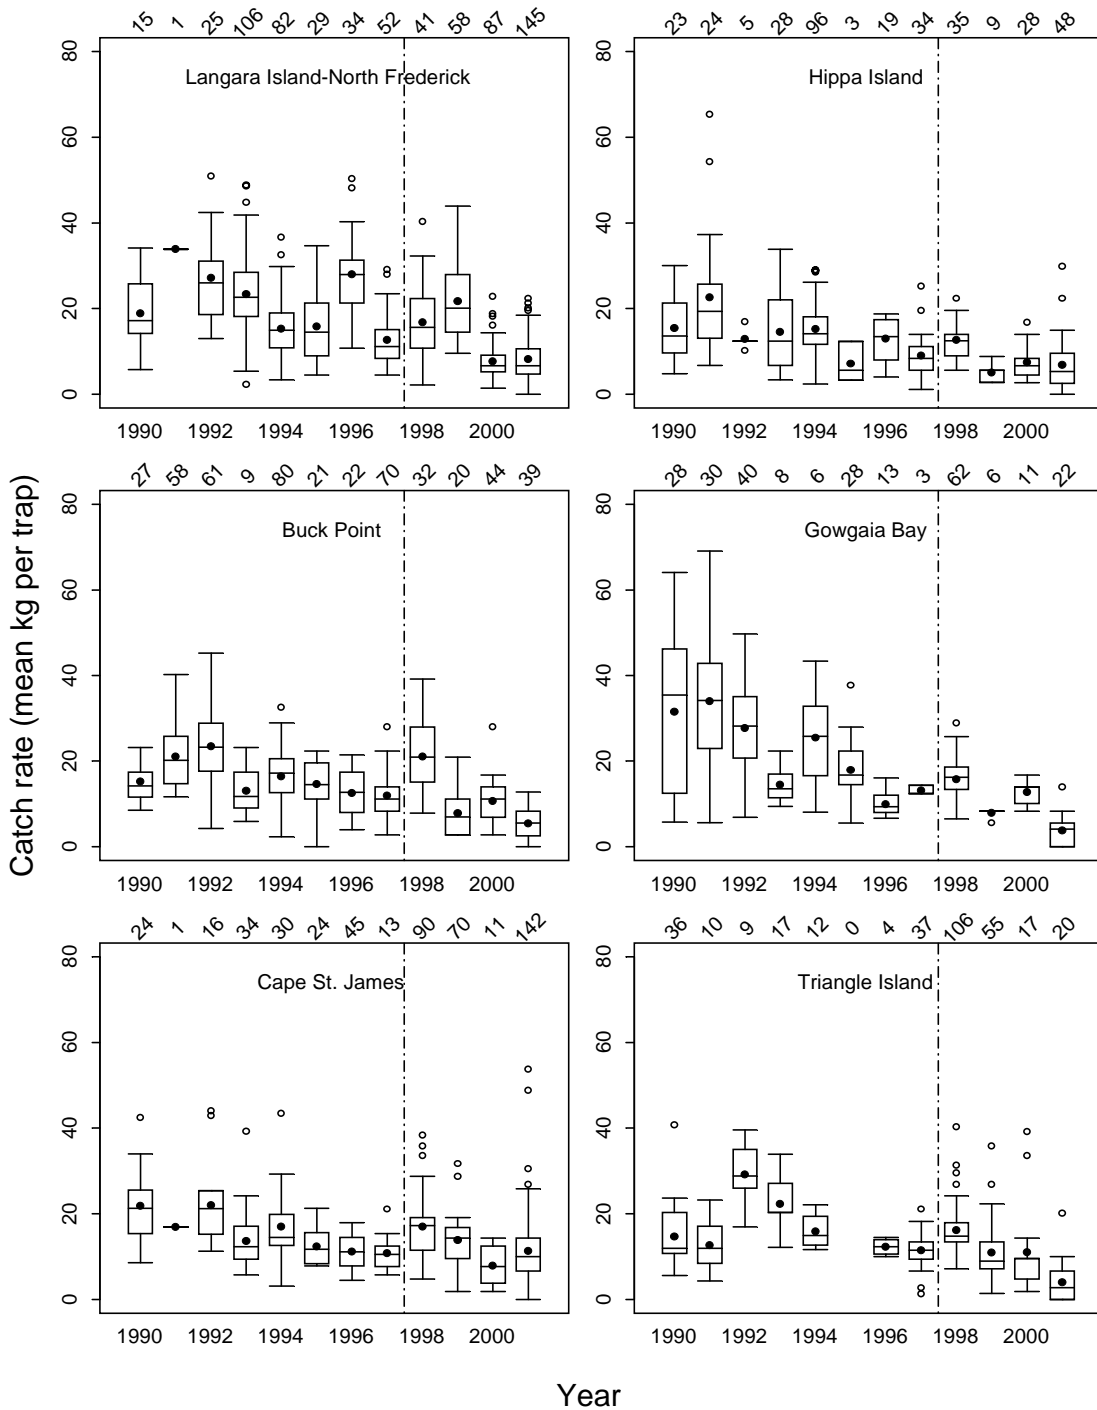 15 1 25 106 82 29 34 52 41 58 87 145
Langara Island-North Frederick
80
60
40
20
0
1990 1992 1994 1996 1998 2000
23 24 5 28 96 3 19 34 35 9 28 48
Hippa Island
80
60
40
20
0
1990 1992 1994 1996 1998 2000
27 58 61 9 80 21 22 70 32 20 44 39
Buck Point
80
60
40
20
0
1990 1992 1994 1996 1998 2000
28 30 40 8 6 28 13 3 62 6 11 22
Gowgaia Bay
80
60
40
20
0
1990 1992 1994 1996 1998 2000
24 1 16 34 30 24 45 13 90 70 11 142
Cape St. James
80
60
40
20
0
1990 1992 1994 1996 1998 2000
36 10 9 17 12 0 4 37 106 55 17 20
Triangle Island
80
60
40
20
0
1990 1992 1994 1996 1998 2000
Catch rate (mean kg per trap)
Year